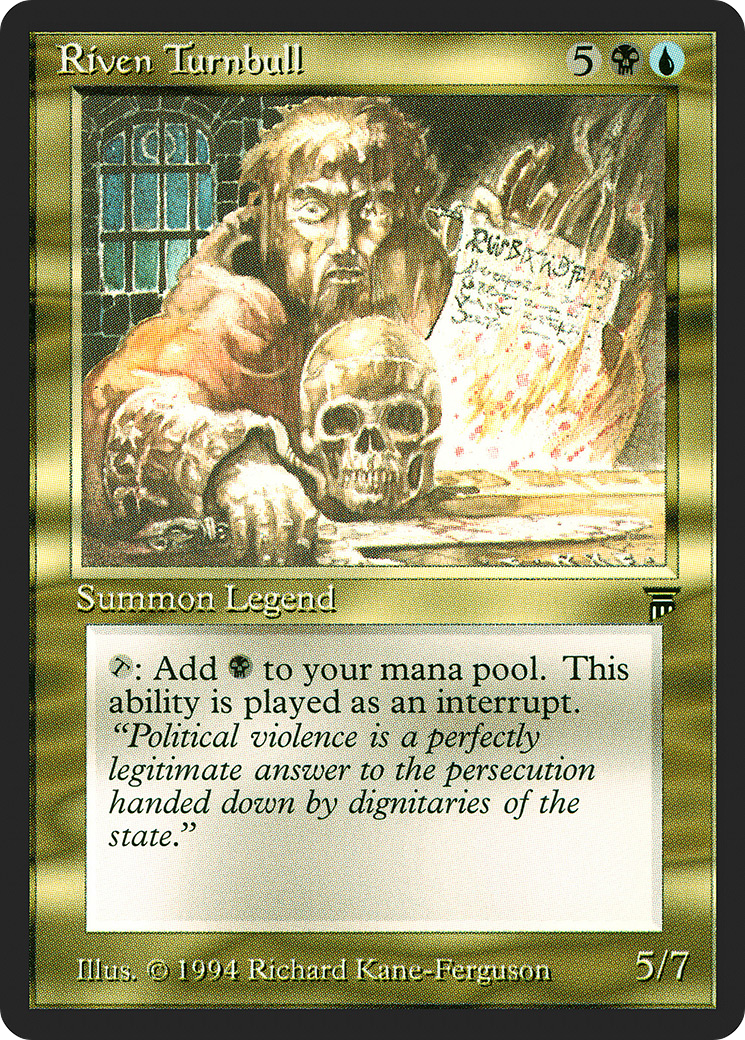 Riven Turnbull 5
Summon Legend
: Add to your mana pool. This
ability is played as an interrupt.
“Political violence is a perfectly
legitimate answer to the persecution
handed down by dignitaries of the
state.”
Illus. © 1994 Richard Kane-Ferguson 5/7